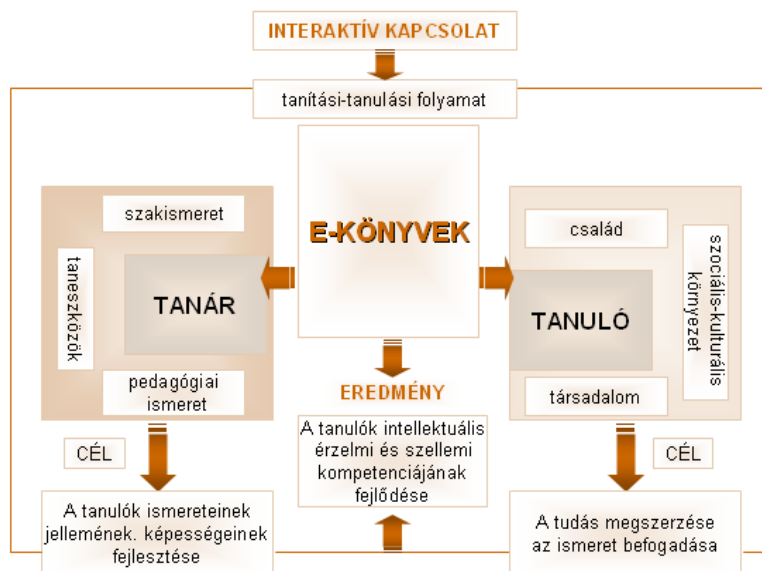 INTERAKTÍV KAPCSOLAT
tanítási-tanulási folyamat
E-KÖNYVEK
szakismeret
taneszközök
TANÁR
pedagógiai
ismeret
család
szociális-kulturális
környezet
TANULÓ
társadalom
EREDMÉNY
A tanulók intellektuális
érzelmi és szellemi
kompetenciájának
fejlődése
CÉL
A tanulók ismereteinek
jellemének. képességeinek
fejlesztése
CÉL
A tudás megszerzése
az ismeret befogadása